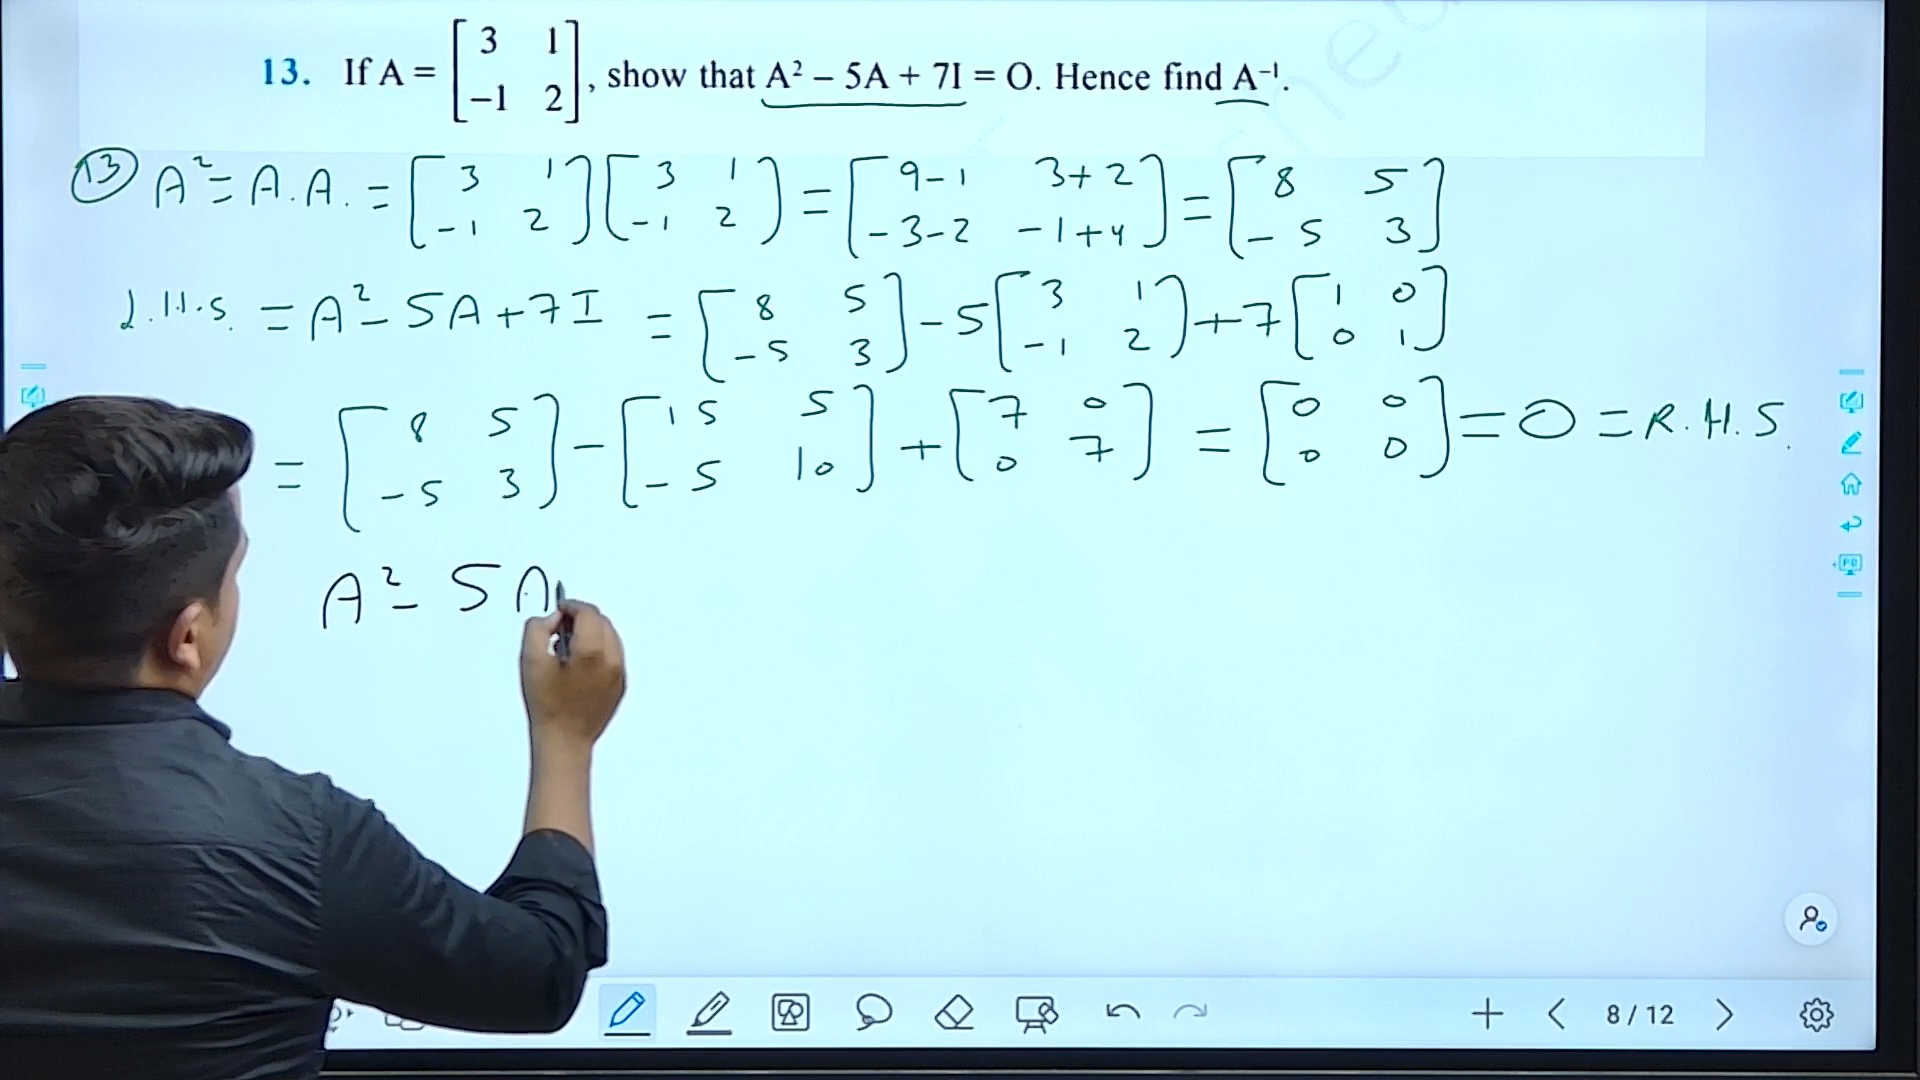 13. If A = [3 1; -1 2], show that A² – 5A + 7I = O. Hence find A⁻¹.
(13) A² = A.A. = [3 1; -1 2] [3 1; -1 2] = [9-1 3+2; -3-2 -1+4] = [8 5; -5 3]
L.H.S. = A² - 5A + 7I = [8 5; -5 3] - 5 [3 1; -1 2] + 7 [1 0; 0 1]
= [8 5; -5 3] - [15 5; -5 10] + [7 0; 0 7] = [0 0; 0 0] = O = R.H.S.
A² - 5A
8 / 12